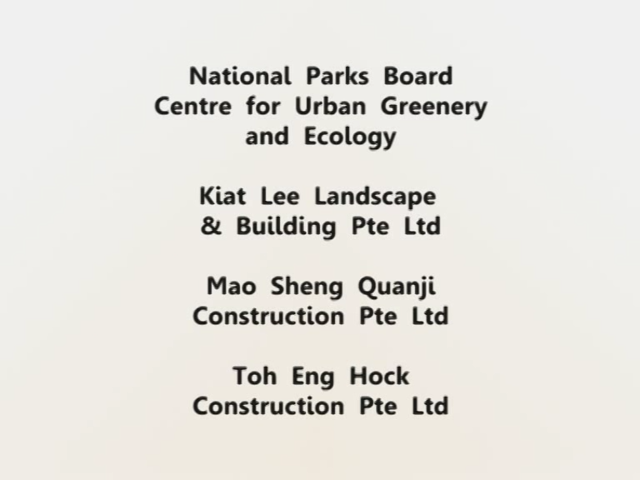 National Parks Board
Centre for Urban Greenery
and Ecology
Kiat Lee Landscape
& Building Pte Ltd
Mao Sheng Quanji
Construction Pte Ltd
Toh Eng Hock
Construction Pte Ltd